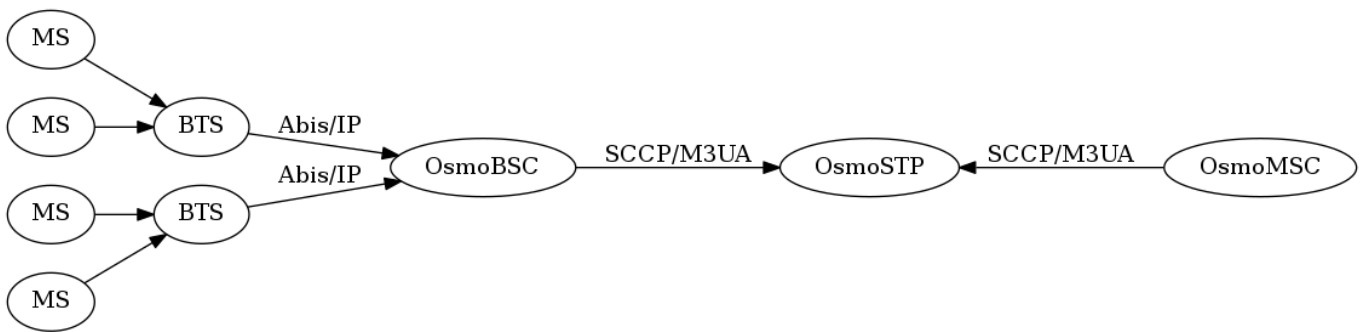 MS
MS
BTS
Abis/IP
MS
BTS
Abis/IP
MS
OsmoBSC
SCCP/M3UA
OsmoSTP
SCCP/M3UA
OsmoMSC